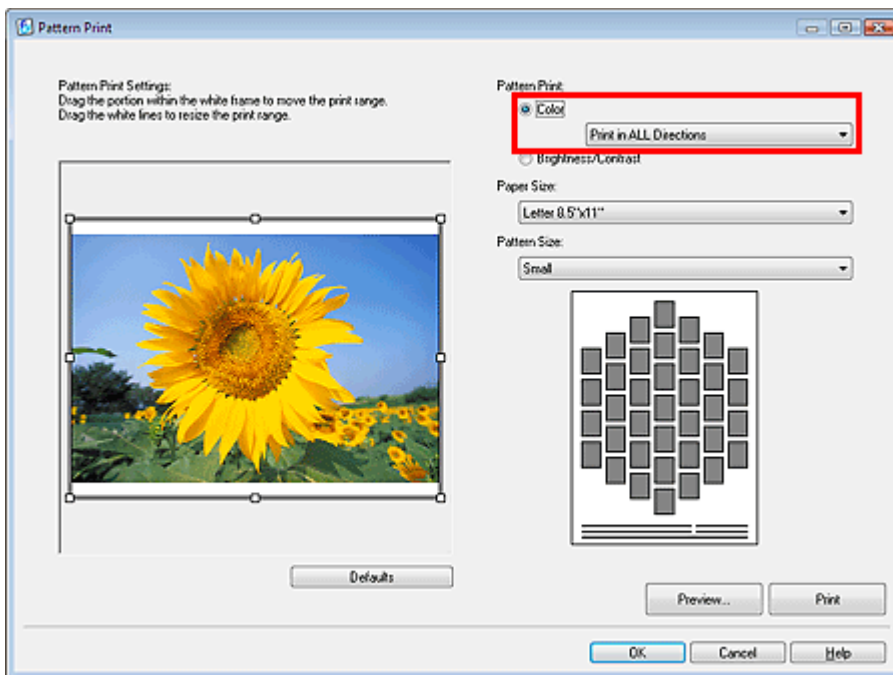 Pattern Print
Pattern Print Settings:
Drag the portion within the white frame to move the print range.
Drag the white lines to resize the print range.
Defaults
Pattern Print:
Color
Print in ALL Directions
Brightness/Contrast
Paper Size:
Letter 8.5"x11"
Pattern Size:
Small
Preview...
Print
OK
Cancel
Help